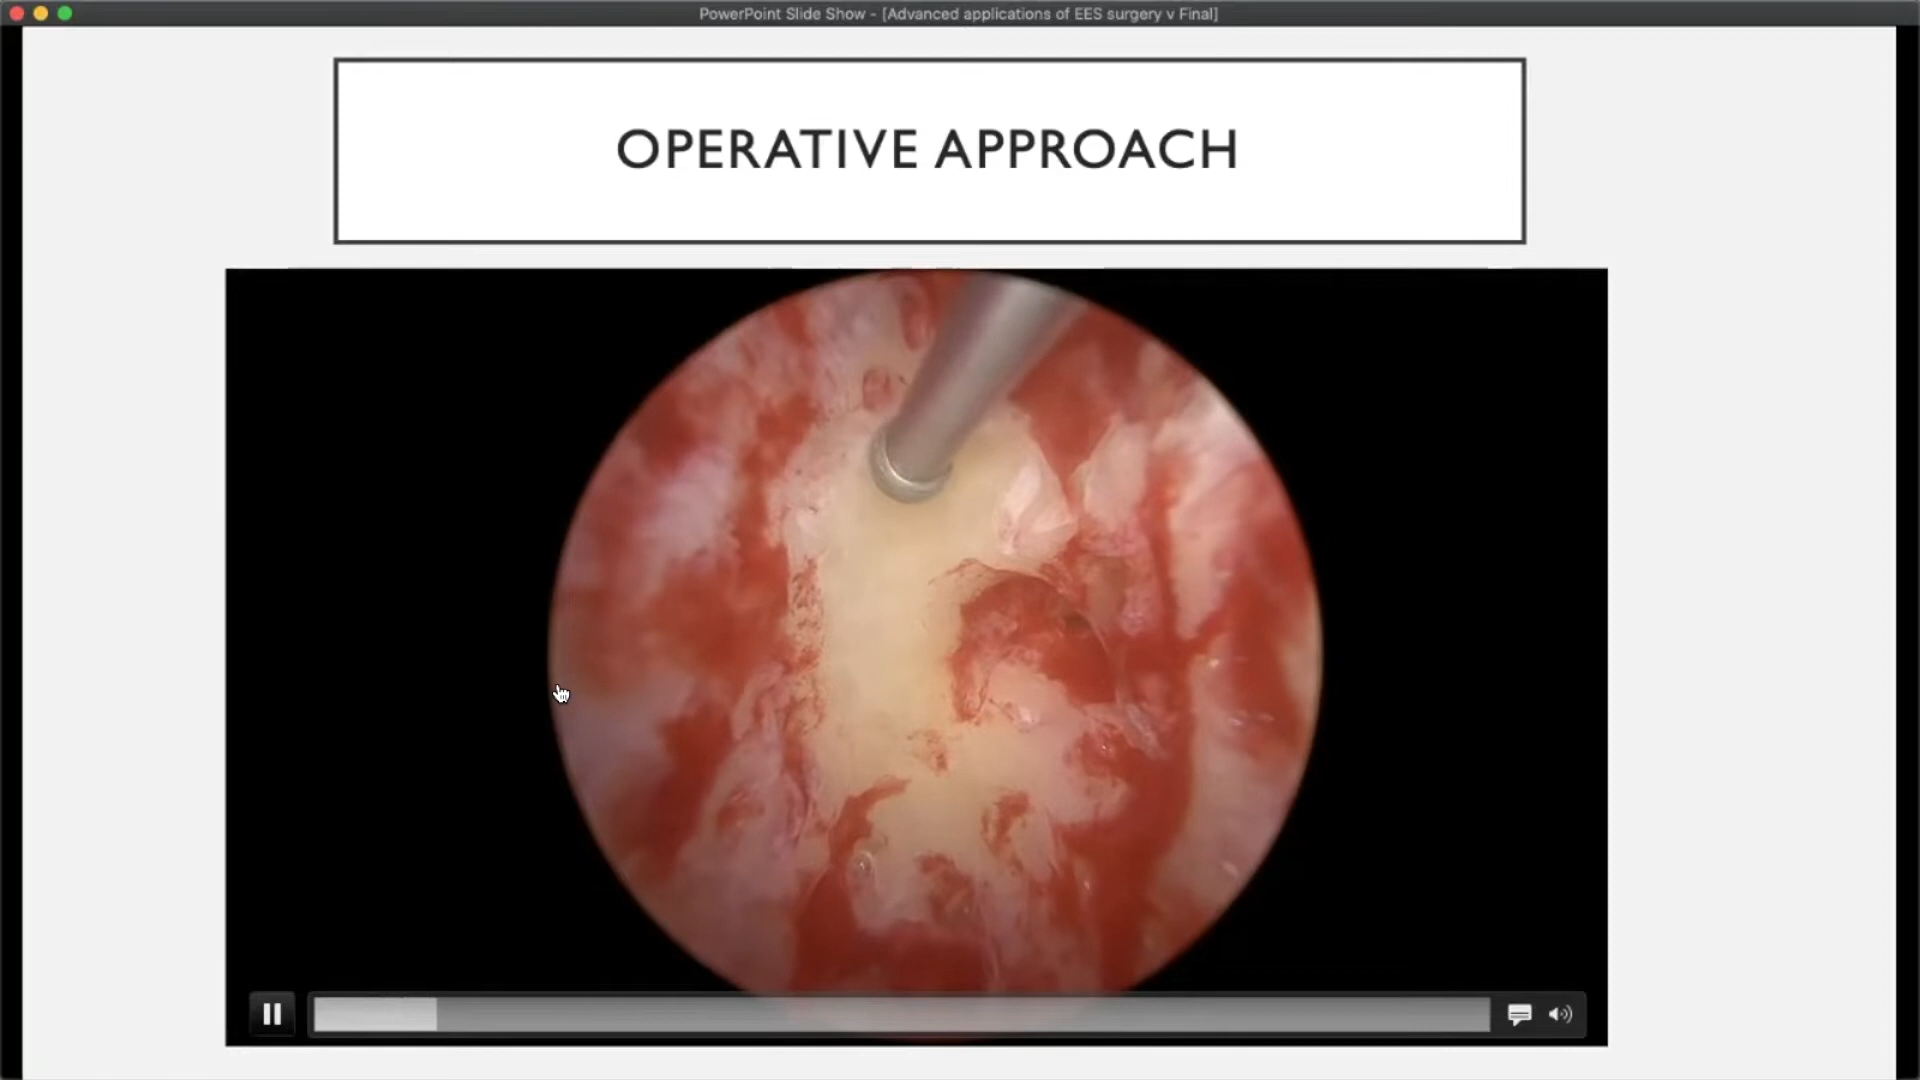 PowerPoint Slide Show - [Advanced applications of EES surgery v Final]
OPERATIVE APPROACH